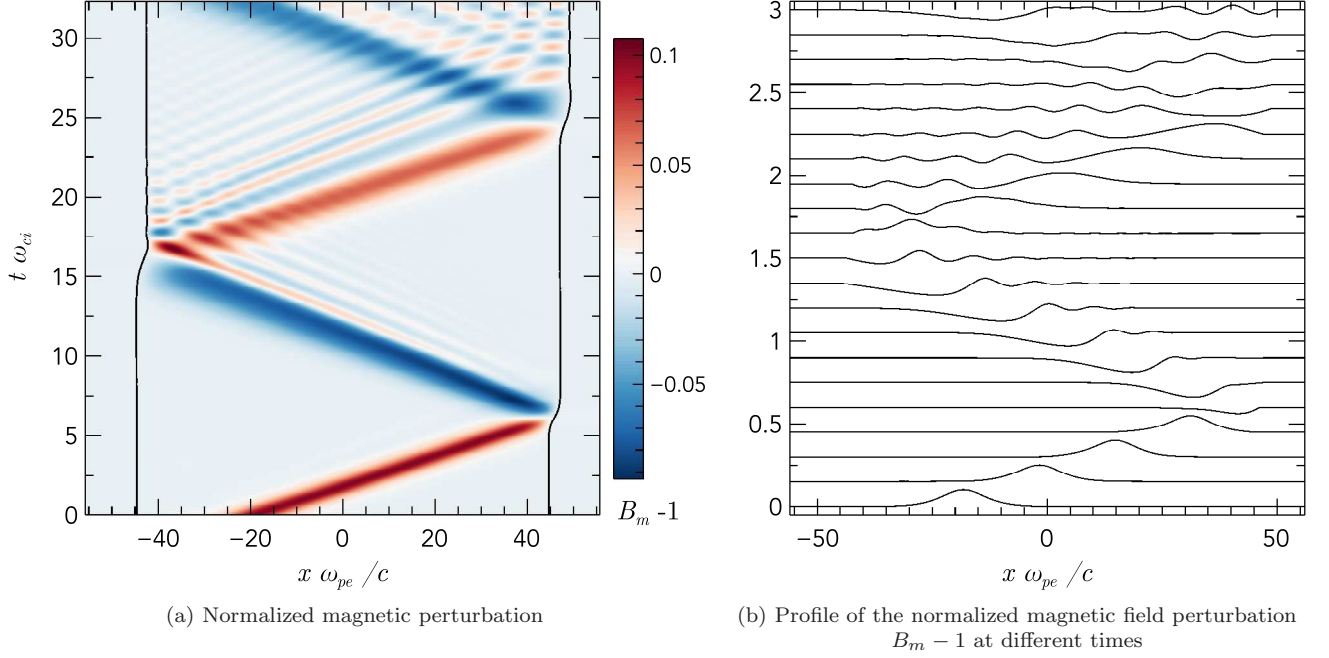 30
25
20
15
10
5
0
t ω_ci
−40 −20 0 20 40
x ω_pe /c
0.1
0.05
0
−0.05
B_m -1
(a) Normalized magnetic perturbation
3
2.5
2
1.5
1
0.5
0
−50 0 50
x ω_pe /c
(b) Profile of the normalized magnetic field perturbation
B_m − 1 at different times